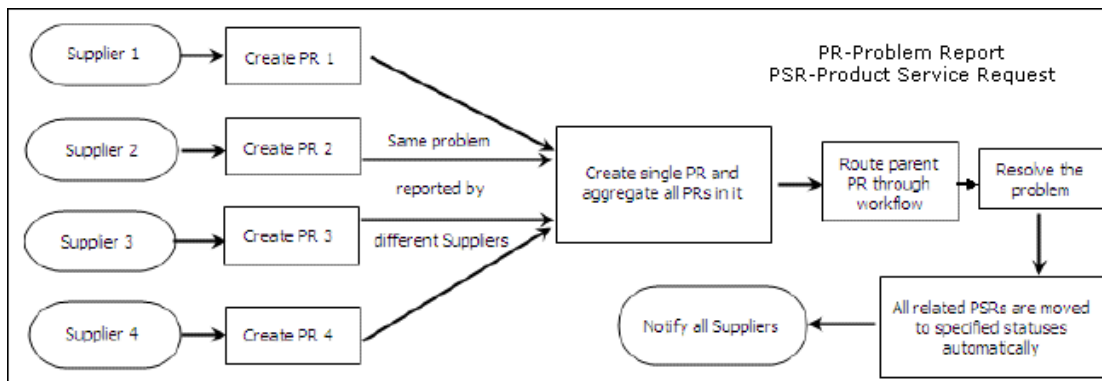 Supplier 1
Create PR 1
PR-Problem Report
PSR-Product Service Request
Supplier 2
Create PR 2
Same problem
reported by
different Suppliers
Supplier 3
Create PR 3
Supplier 4
Create PR 4
Create single PR and
aggregate all PRs in it
Route parent
PR through
workflow
Resolve the
problem
All related PSRs are moved
to specified statuses
automatically
Notify all Suppliers